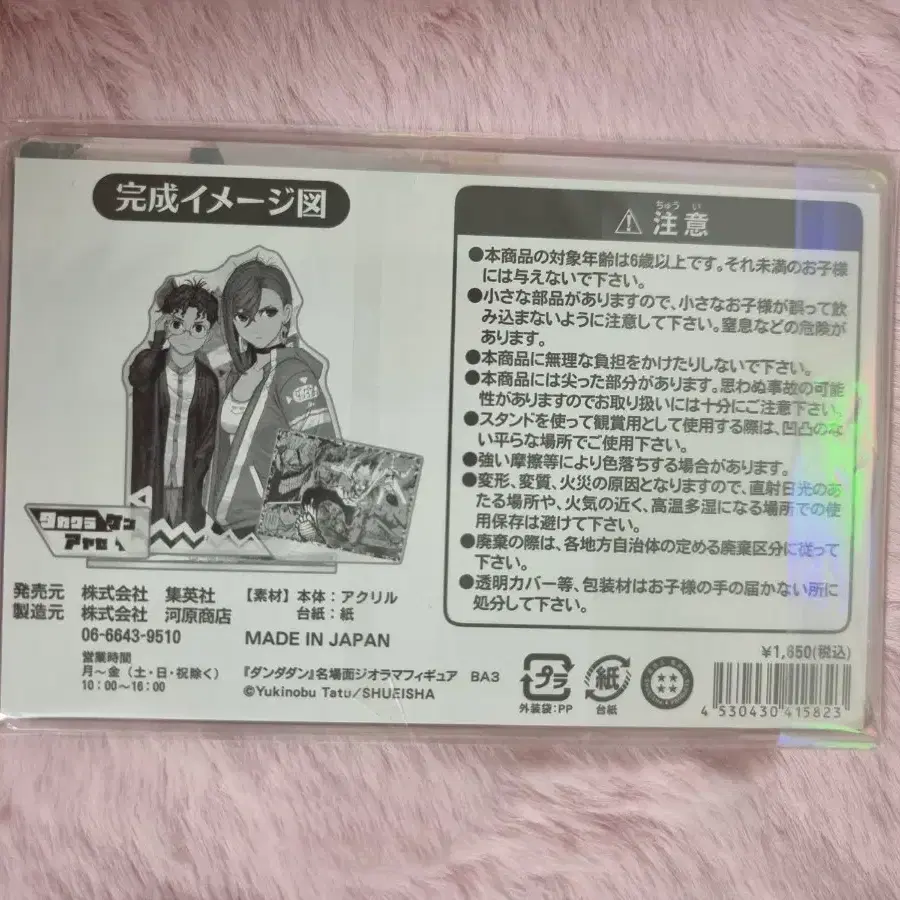 完成イメージ図
タカクラ ケン
アヤセ
発売元 株式会社 集英社
製造元 株式会社 河原商店
06-6643-9510
営業時間
月~金（土・日・祝除く）
10:00~16:00
【素材】本体：アクリル
台紙：紙
MADE IN JAPAN
『ダンダダン』名場面ジオラマフィギュア BA3
©Yukinobu Tatu/SHUEISHA
ちゅう い
⚠ 注意
●本商品の対象年齢は6歳以上です。それ未満のお子様
には与えないで下さい。
●小さな部品がありますので、小さなお子様が誤って飲
み込まないように注意して下さい。窒息などの危険が
あります。
●本商品に無理な負担をかけたりしないで下さい。
●本商品には尖った部分があります。思わぬ事故の可能
性がありますのでお取り扱いには十分にご注意下さい。
●スタンドを使って観賞用として使用する際は、凹凸のな
い平らな場所でご使用下さい。
●強い摩擦等により色落ちする場合があります。
●変形、変質、火災の原因となりますので、直射日光のあ
たる場所や、火気の近く、高温多湿になる場所での使
用保存は避けて下さい。
●廃棄の際は、各地方自治体の定める廃棄区分に従って
下さい。
●透明カバー等、包装材はお子様の手の届かない所に
処分して下さい。
¥1,650(税込)
プラ
外装袋：PP
紙
台紙
4 530430 415823